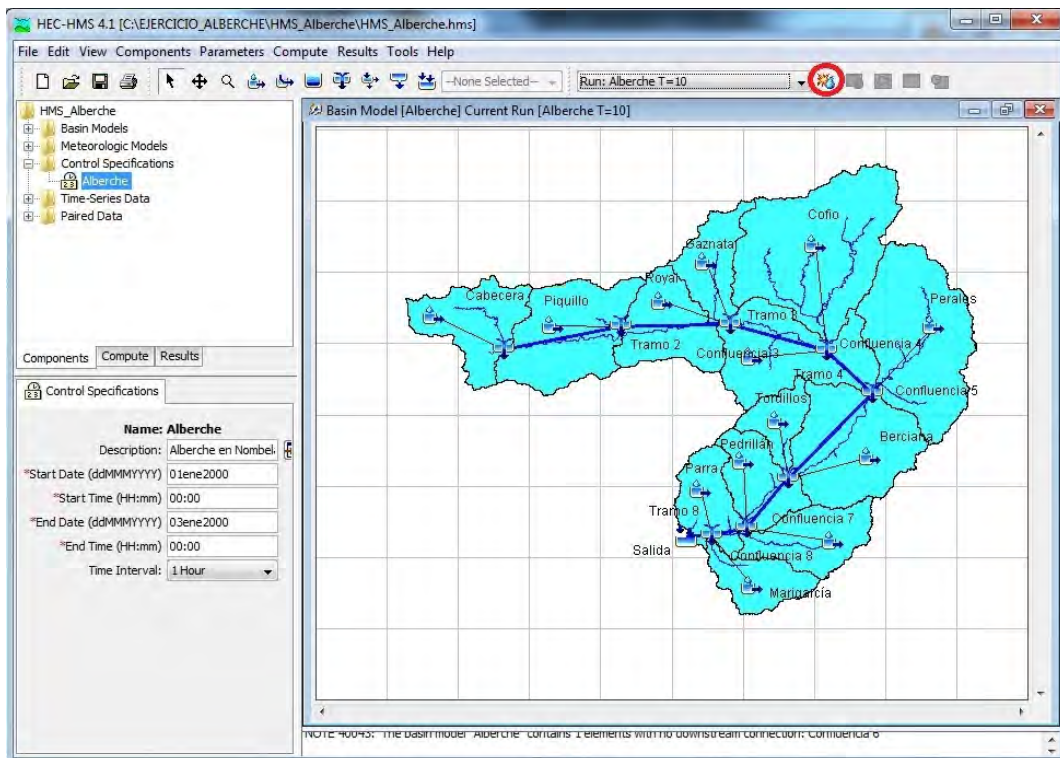 HEC-HMS 4.1 [C:\EJERCICIO_ALBERCHE\HMS_Alberche\HMS_Alberche.hms]
File Edit View Components Parameters Compute Results Tools Help
--None Selected--
Run: Alberche T=10
HMS_Alberche
Basin Models
Meteorologic Models
Control Specifications
Alberche
Time-Series Data
Paired Data
Components Compute Results
Control Specifications
Name: Alberche
Description: Alberche en Nombel
*Start Date (ddMMMYYYY) 01ene2000
*Start Time (HH:mm) 00:00
*End Date (ddMMMYYYY) 03ene2000
*End Time (HH:mm) 00:00
Time Interval: 1 Hour
Basin Model [Alberche] Current Run [Alberche T=10]
Cofio
Gaznata
Royal
Cabecera
Piquillo
Perales
Tramo 3
Tramo 2
Confluencia 3
Confluencia 4
Tramo 4
Confluencia 5
Tordillos
Berciana
Pedrillán
Parra
Tramo 8
Confluencia 7
Salida
Confluencia 8
Marigarcía
NOTE 40043: The basin model "Alberche" contains 1 elements with no downstream connection: Confluencia 6